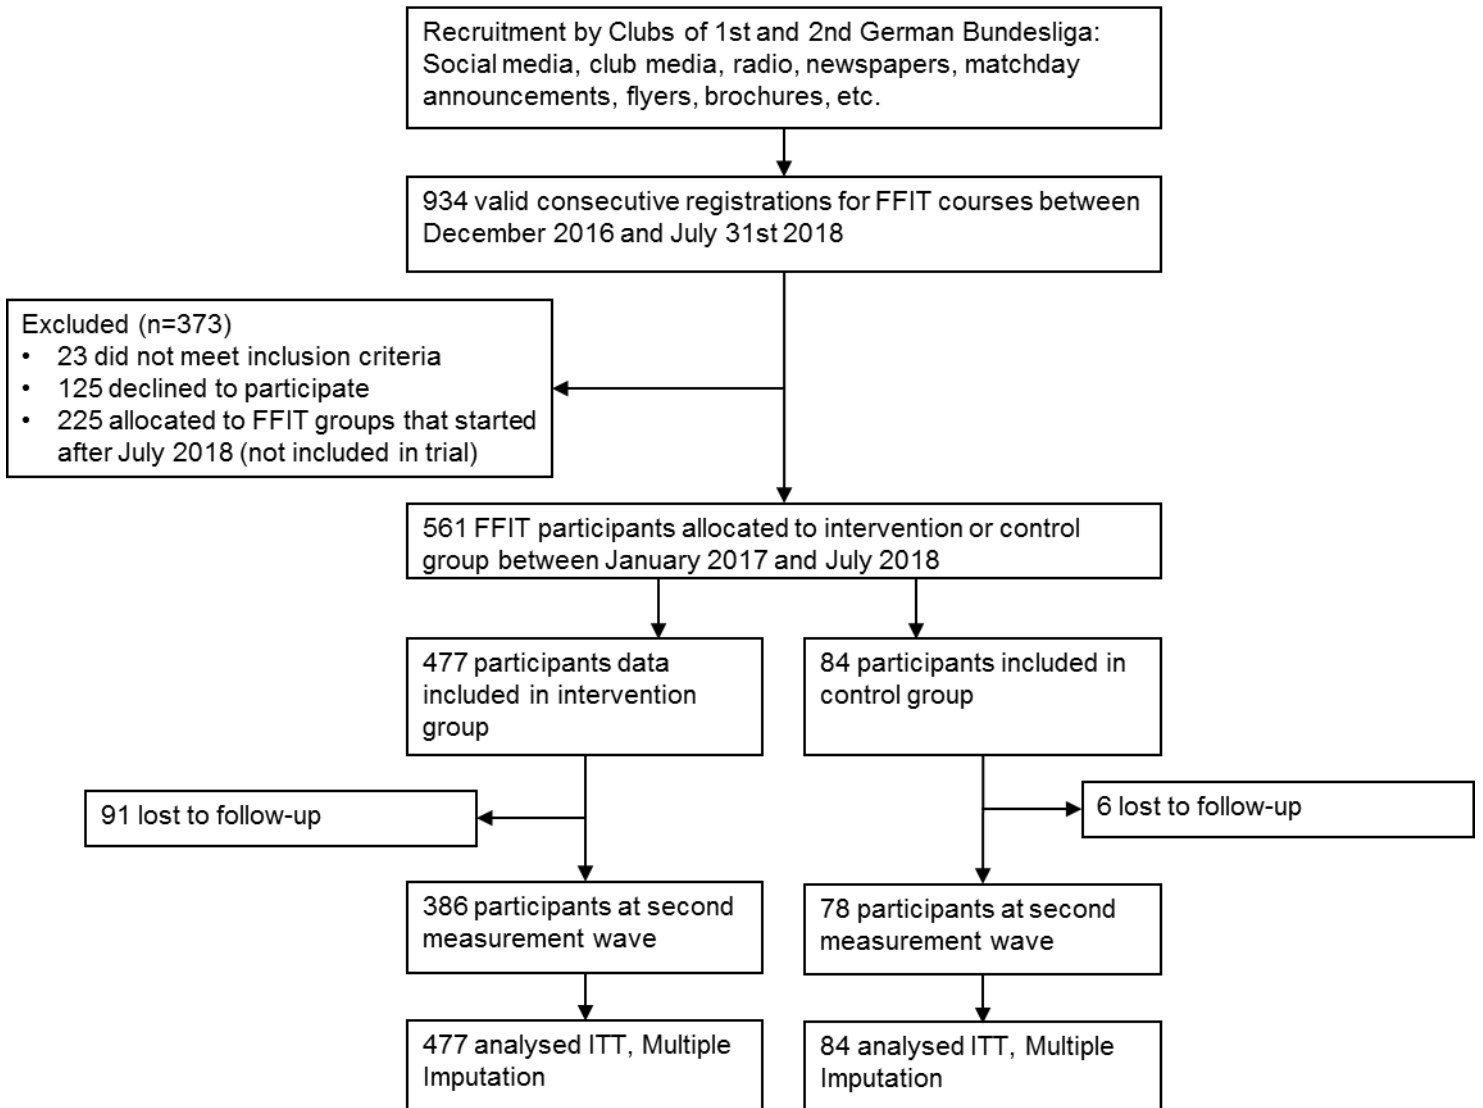 Recruitment by Clubs of 1st and 2nd German Bundesliga:
Social media, club media, radio, newspapers, matchday
announcements, flyers, brochures, etc.
934 valid consecutive registrations for FFIT courses between
December 2016 and July 31st 2018
Excluded (n=373)
• 23 did not meet inclusion criteria
• 125 declined to participate
• 225 allocated to FFIT groups that started
after July 2018 (not included in trial)
561 FFIT participants allocated to intervention or control
group between January 2017 and July 2018
477 participants data
included in intervention
group
84 participants included in
control group
91 lost to follow-up
6 lost to follow-up
386 participants at second
measurement wave
78 participants at second
measurement wave
477 analysed ITT, Multiple
Imputation
84 analysed ITT, Multiple
Imputation